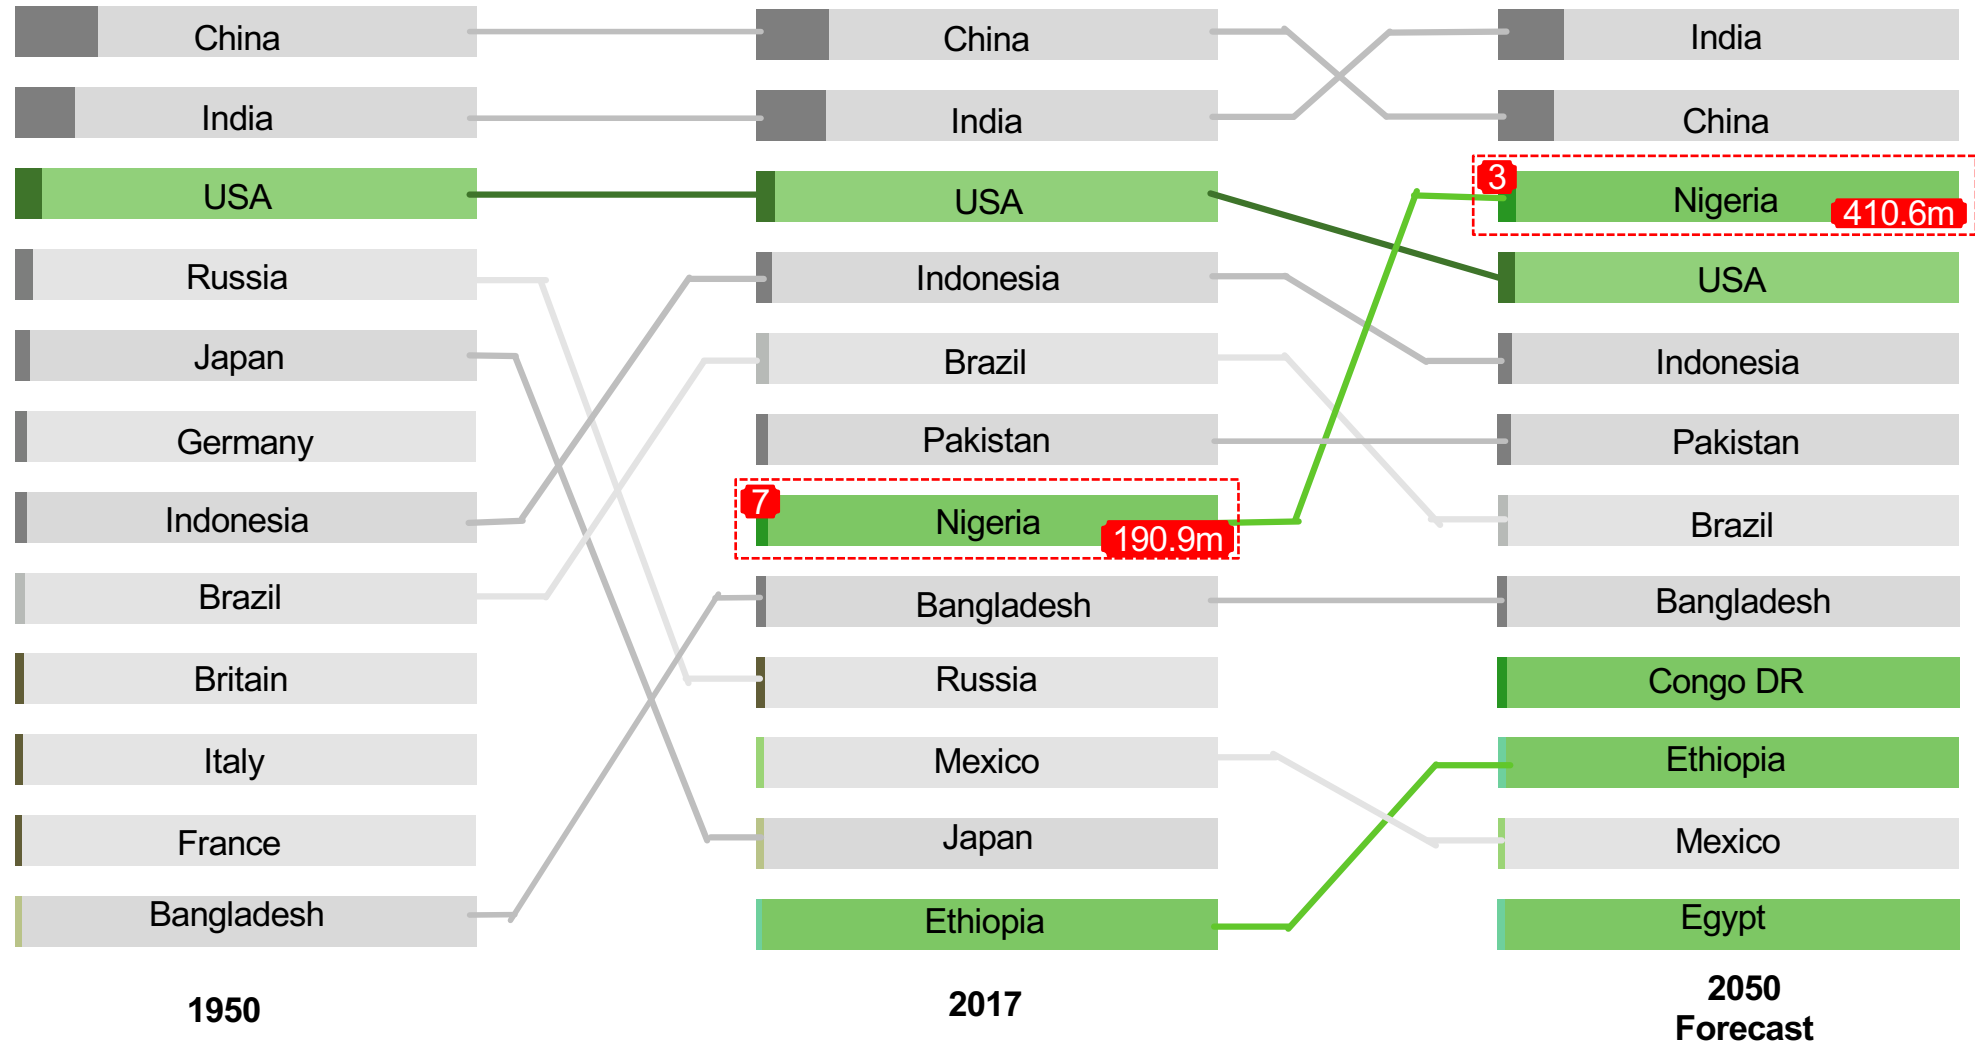 China
India
USA
Russia
Japan
Germany
Indonesia
Brazil
Britain
Italy
France
Bangladesh
1950
China
India
USA
Indonesia
Brazil
Pakistan
7
Nigeria
190.9m
Bangladesh
Russia
Mexico
Japan
Ethiopia
2017
India
China
3
Nigeria
410.6m
USA
Indonesia
Pakistan
Brazil
Bangladesh
Congo DR
Ethiopia
Mexico
Egypt
2050
Forecast